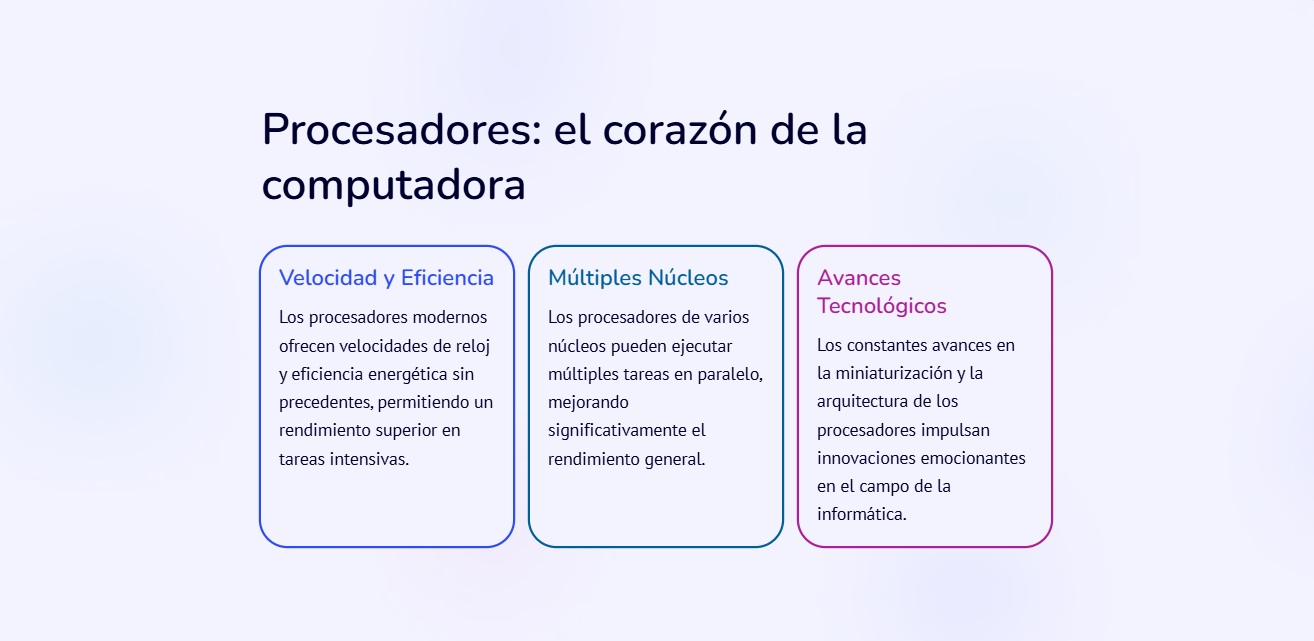 Procesadores: el corazón de la
computadora
Velocidad y Eficiencia
Los procesadores modernos
ofrecen velocidades de reloj
y eficiencia energética sin
precedentes, permitiendo un
rendimiento superior en
tareas intensivas.
Múltiples Núcleos
Los procesadores de varios
núcleos pueden ejecutar
múltiples tareas en paralelo,
mejorando
significativamente el
rendimiento general.
Avances
Tecnológicos
Los constantes avances en
la miniaturización y la
arquitectura de los
procesadores impulsan
innovaciones emocionantes
en el campo de la
informática.